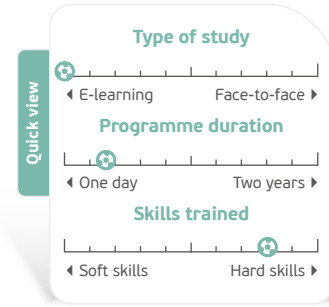 Quick view
Type of study
E-learning Face-to-face
Programme duration
One day Two years
Skills trained
Soft skills Hard skills